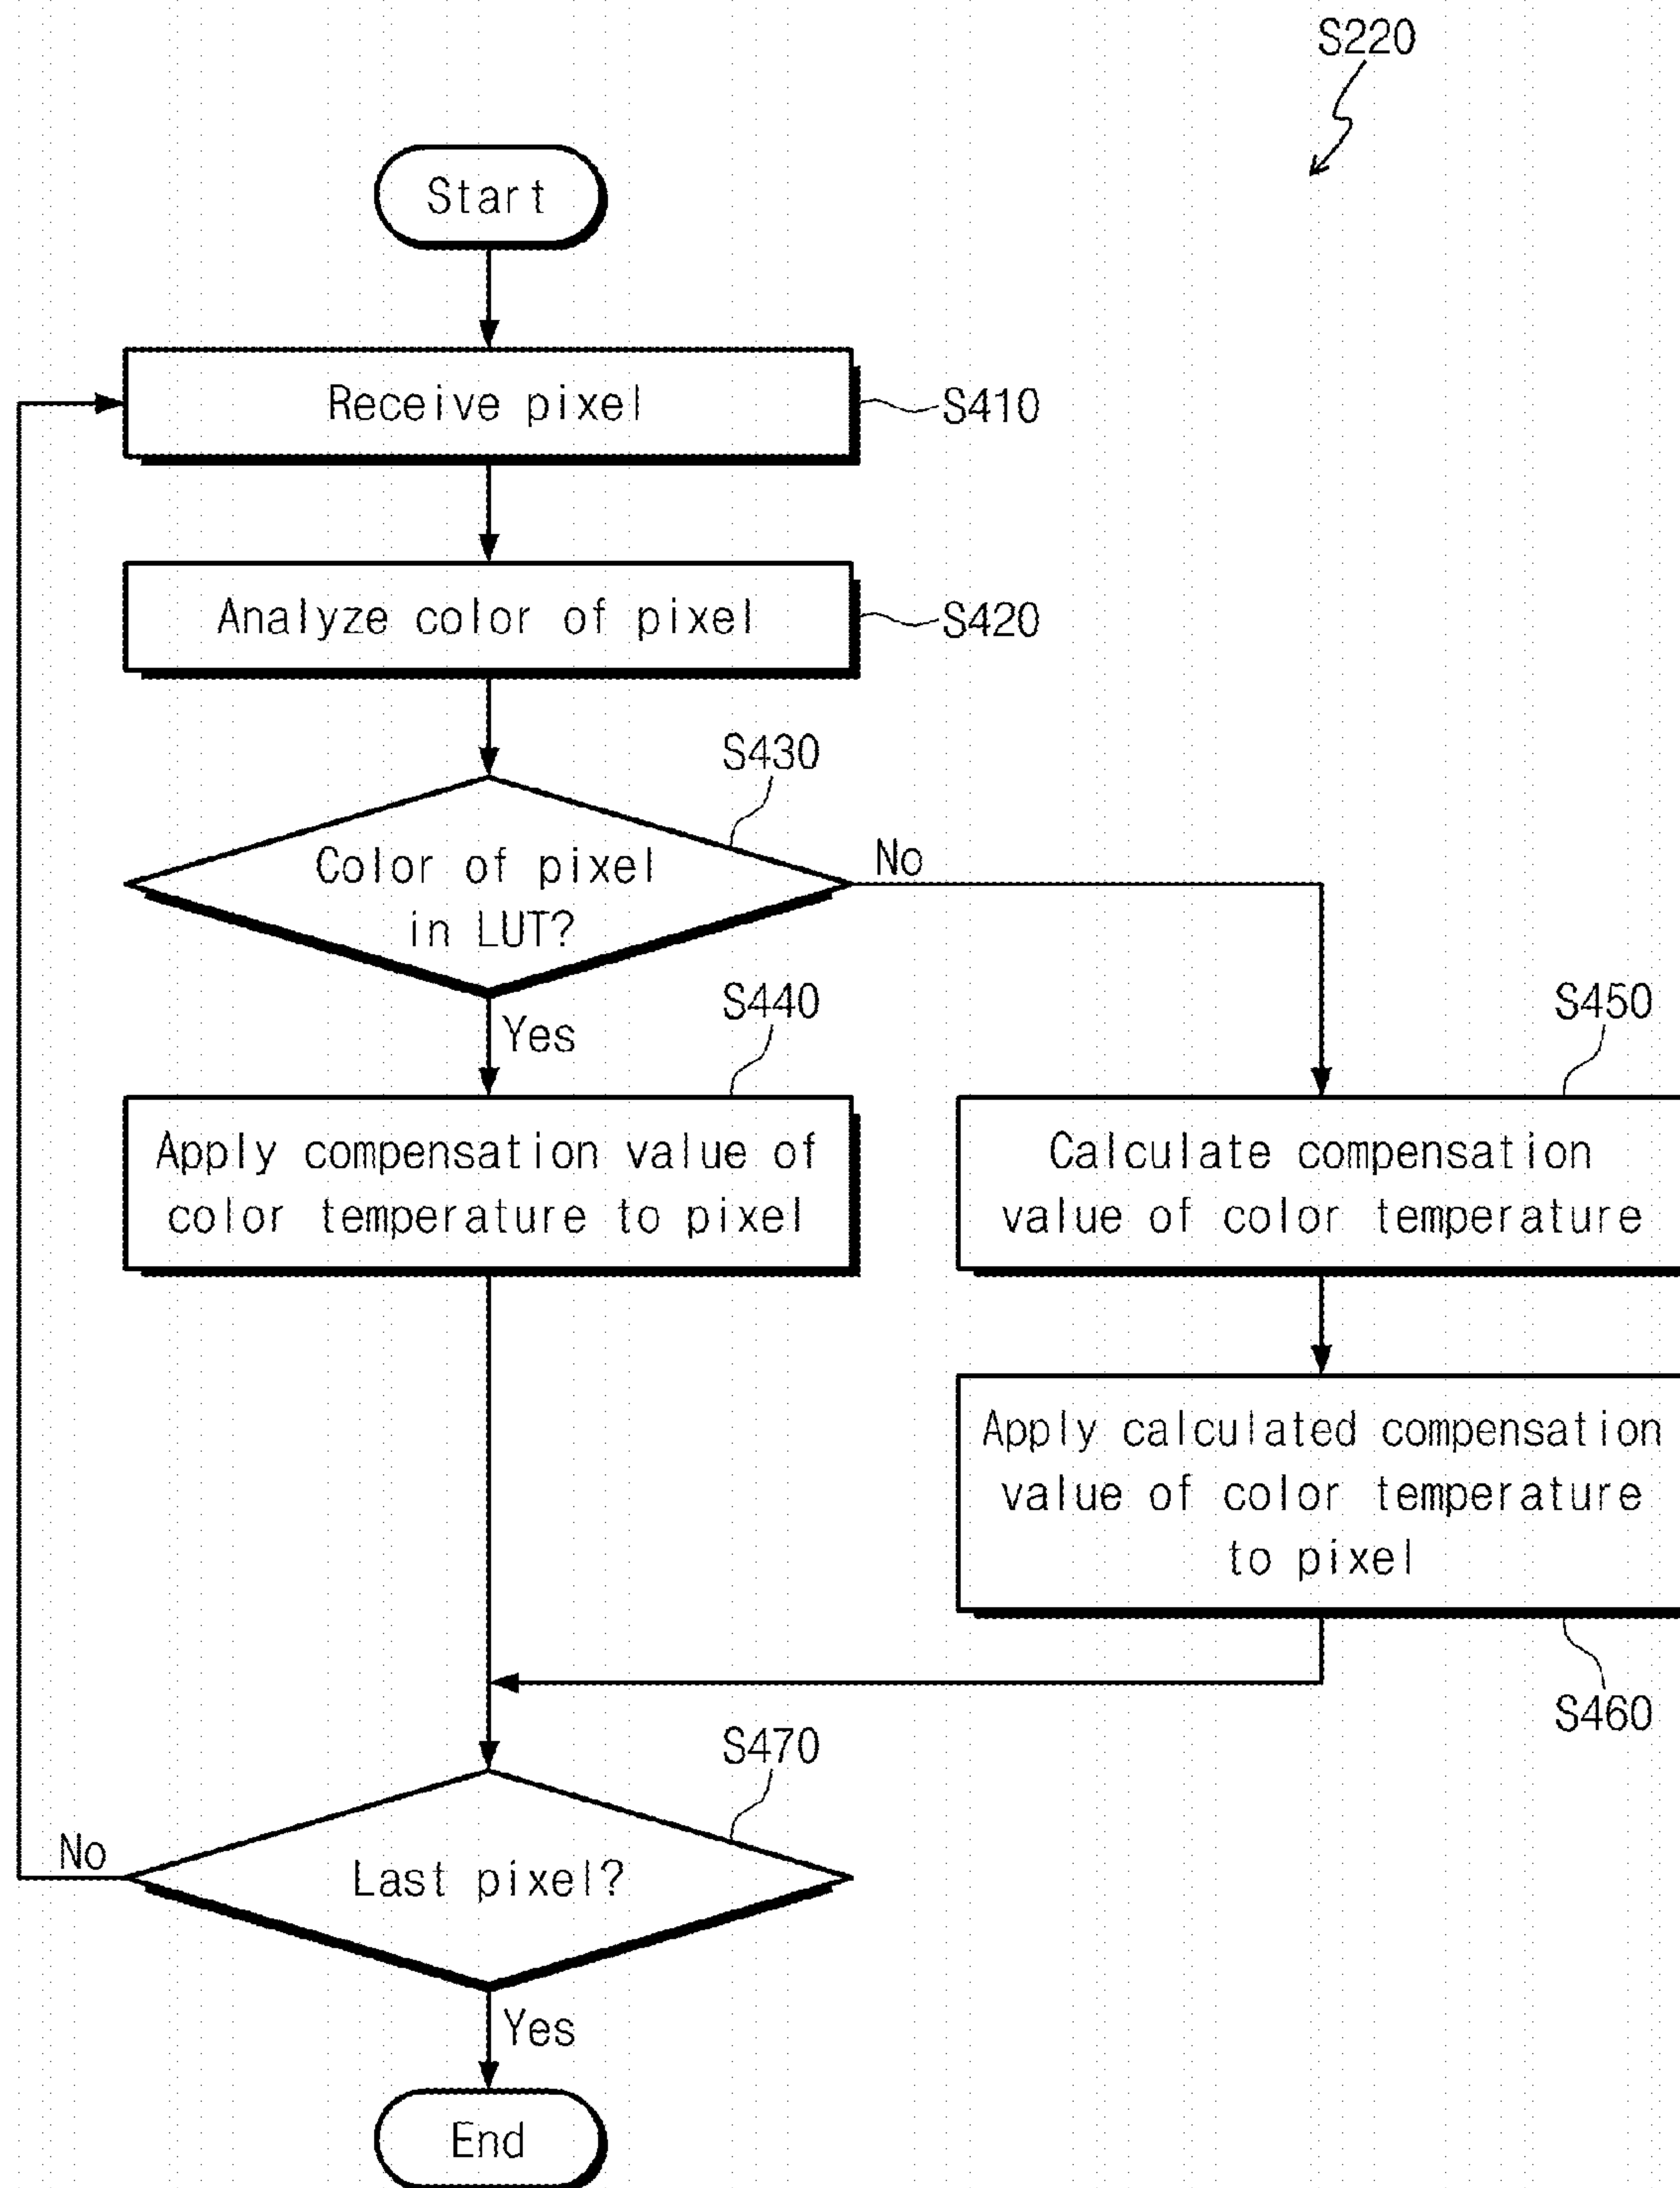 S220
Start
Receive pixel
S410
Analyze color of pixel
S420
S430
Color of pixel
in LUT?
No
Yes
S440
Apply compensation value of
color temperature to pixel
S450
Calculate compensation
value of color temperature
Apply calculated compensation
value of color temperature
to pixel
S460
S470
Last pixel?
No
Yes
End